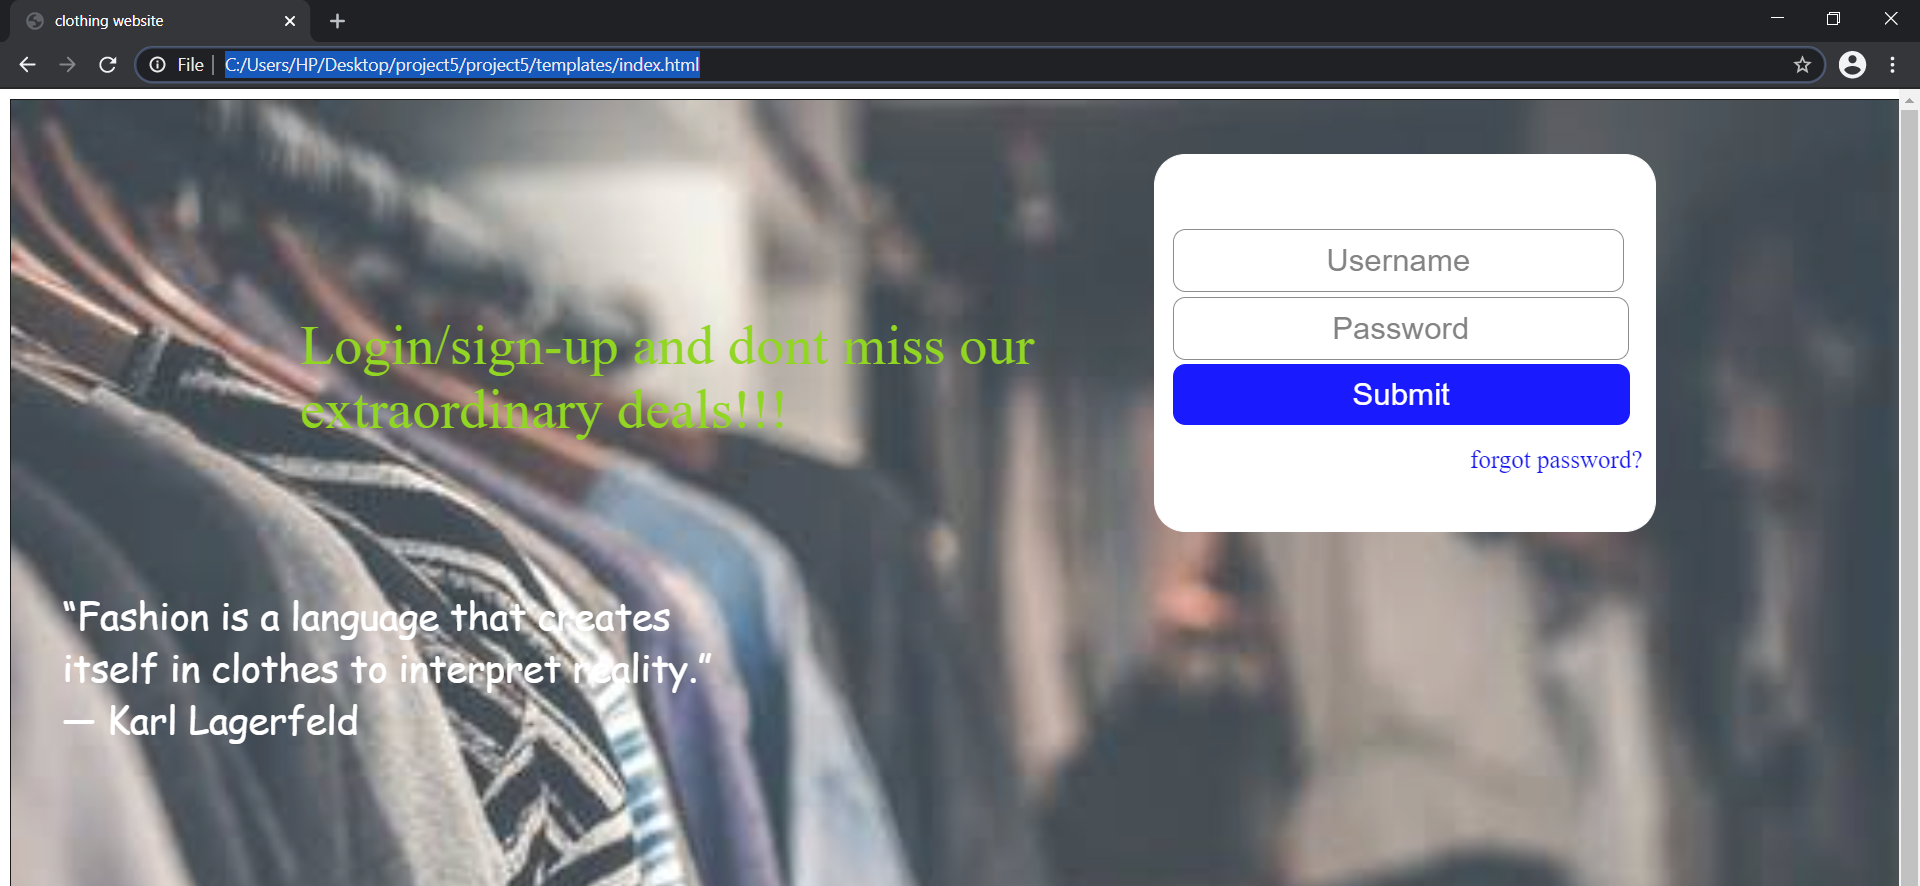 clothing website
File
C:/Users/HP/Desktop/project5/project5/templates/index.html
Login/sign-up and dont miss our
extraordinary deals!!!
Username
Password
Submit
forgot password?
“Fashion is a language that creates
itself in clothes to interpret reality.”
— Karl Lagerfeld